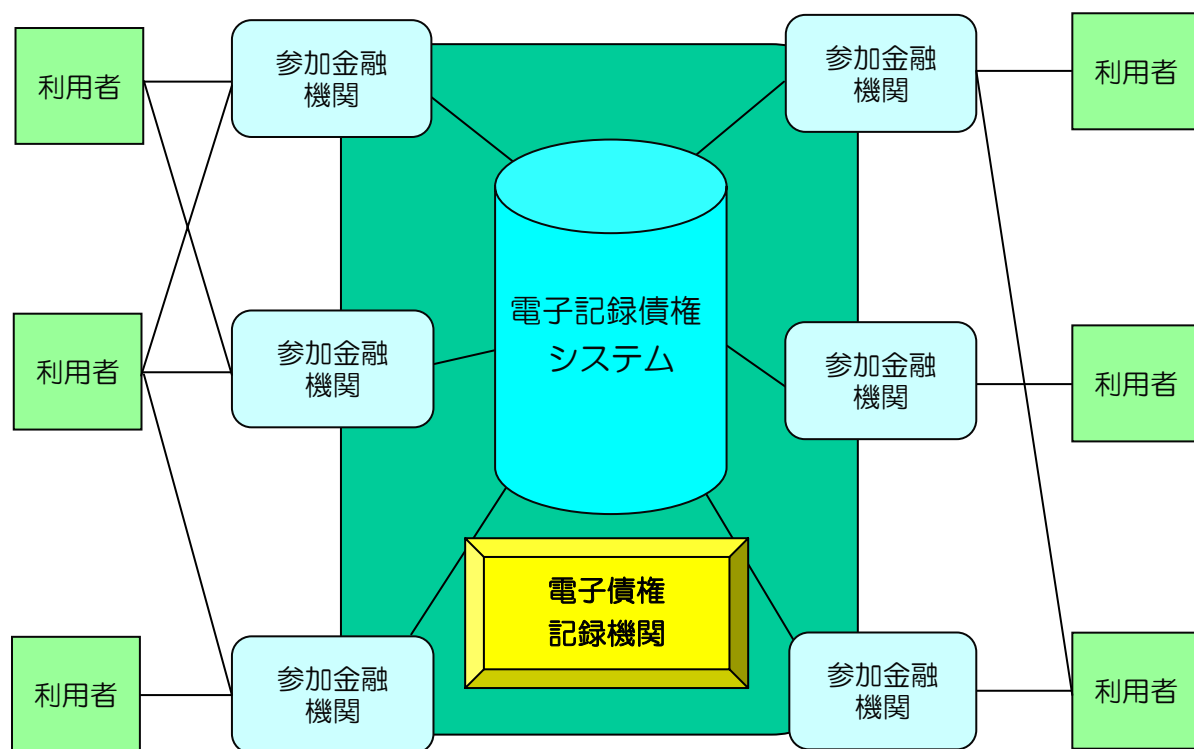 利用者
参加金融
機関
参加金融
機関
利用者
電子記録債権
システム
利用者
参加金融
機関
参加金融
機関
利用者
電子債権
記録機関
利用者
参加金融
機関
参加金融
機関
利用者